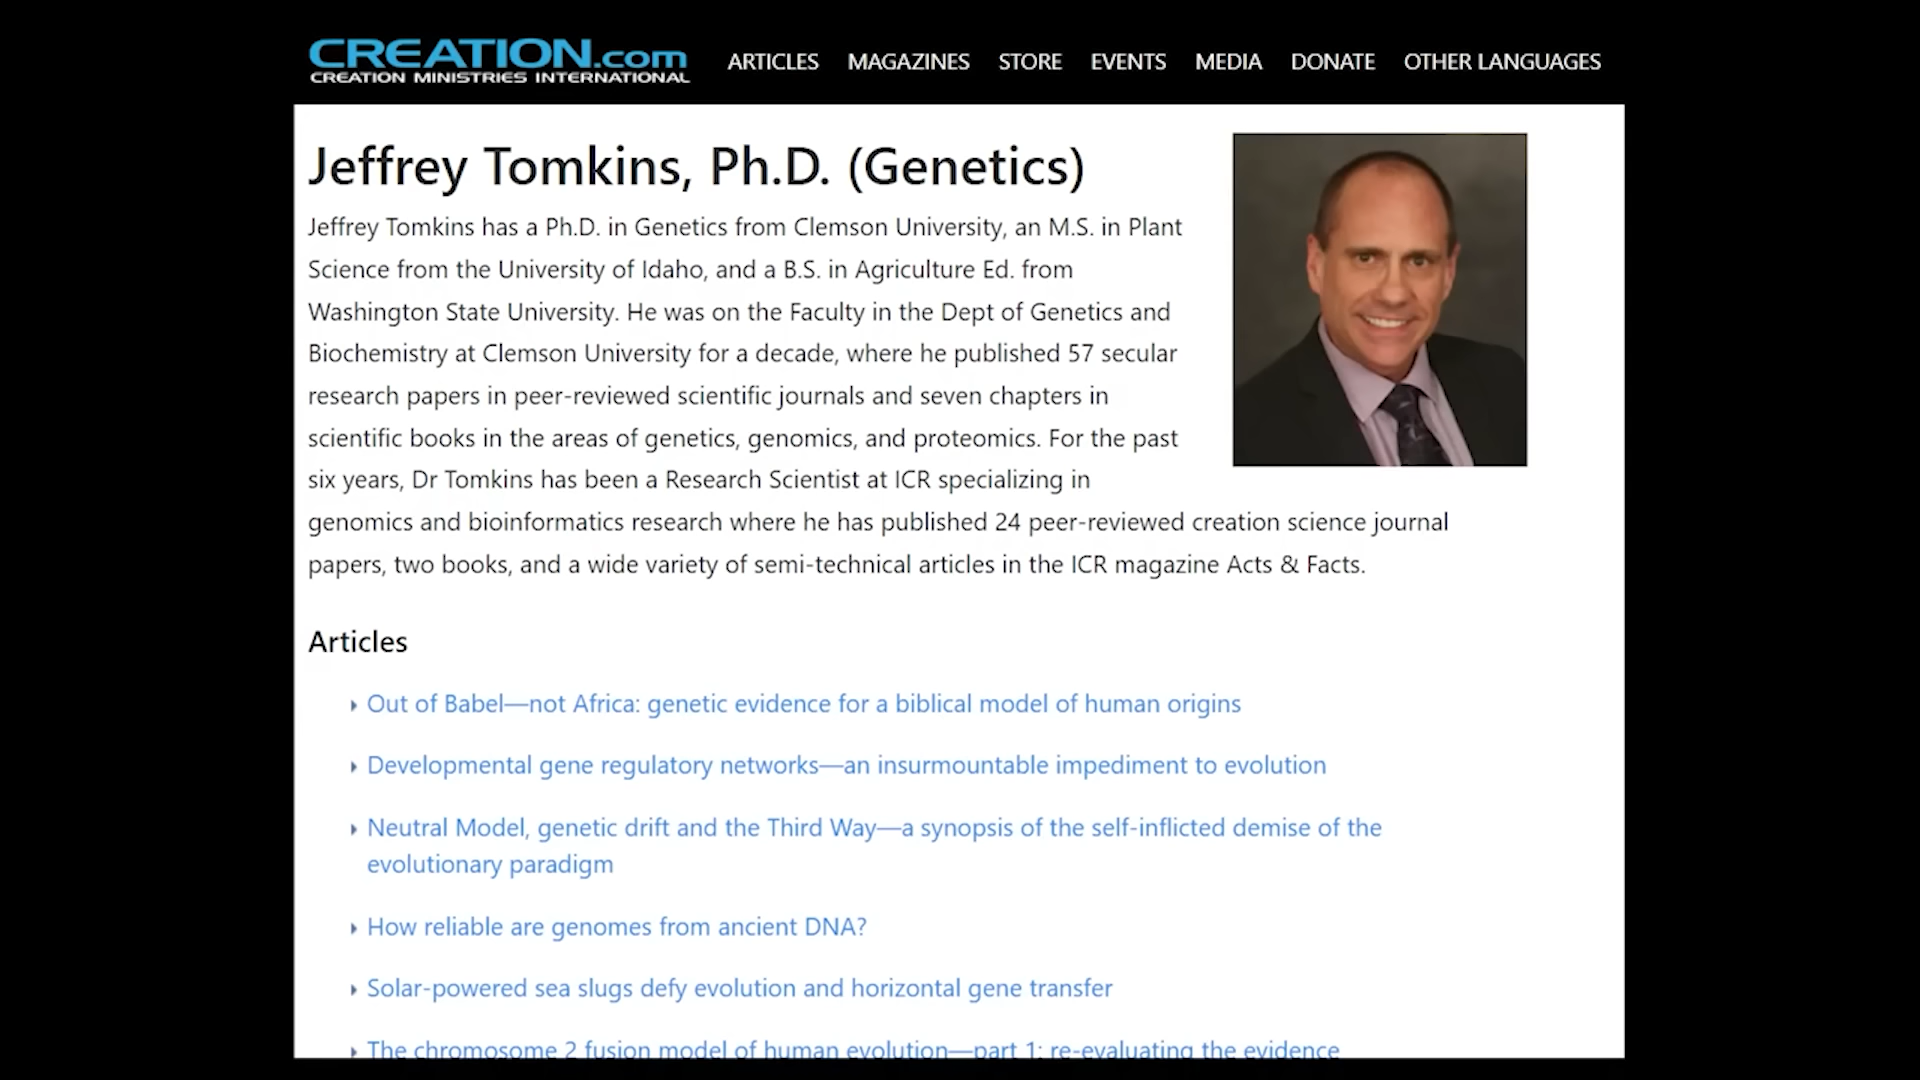 CREATION.com
CREATION MINISTRIES INTERNATIONAL
ARTICLES MAGAZINES STORE EVENTS MEDIA DONATE OTHER LANGUAGES
Jeffrey Tomkins, Ph.D. (Genetics)
Jeffrey Tomkins has a Ph.D. in Genetics from Clemson University, an M.S. in Plant
Science from the University of Idaho, and a B.S. in Agriculture Ed. from
Washington State University. He was on the Faculty in the Dept of Genetics and
Biochemistry at Clemson University for a decade, where he published 57 secular
research papers in peer-reviewed scientific journals and seven chapters in
scientific books in the areas of genetics, genomics, and proteomics. For the past
six years, Dr Tomkins has been a Research Scientist at ICR specializing in
genomics and bioinformatics research where he has published 24 peer-reviewed creation science journal
papers, two books, and a wide variety of semi-technical articles in the ICR magazine Acts & Facts.
Articles
Out of Babel—not Africa: genetic evidence for a biblical model of human origins
Developmental gene regulatory networks—an insurmountable impediment to evolution
Neutral Model, genetic drift and the Third Way—a synopsis of the self-inflicted demise of the
evolutionary paradigm
How reliable are genomes from ancient DNA?
Solar-powered sea slugs defy evolution and horizontal gene transfer
The chromosome 2 fusion model of human evolution—part 1: re-evaluating the evidence